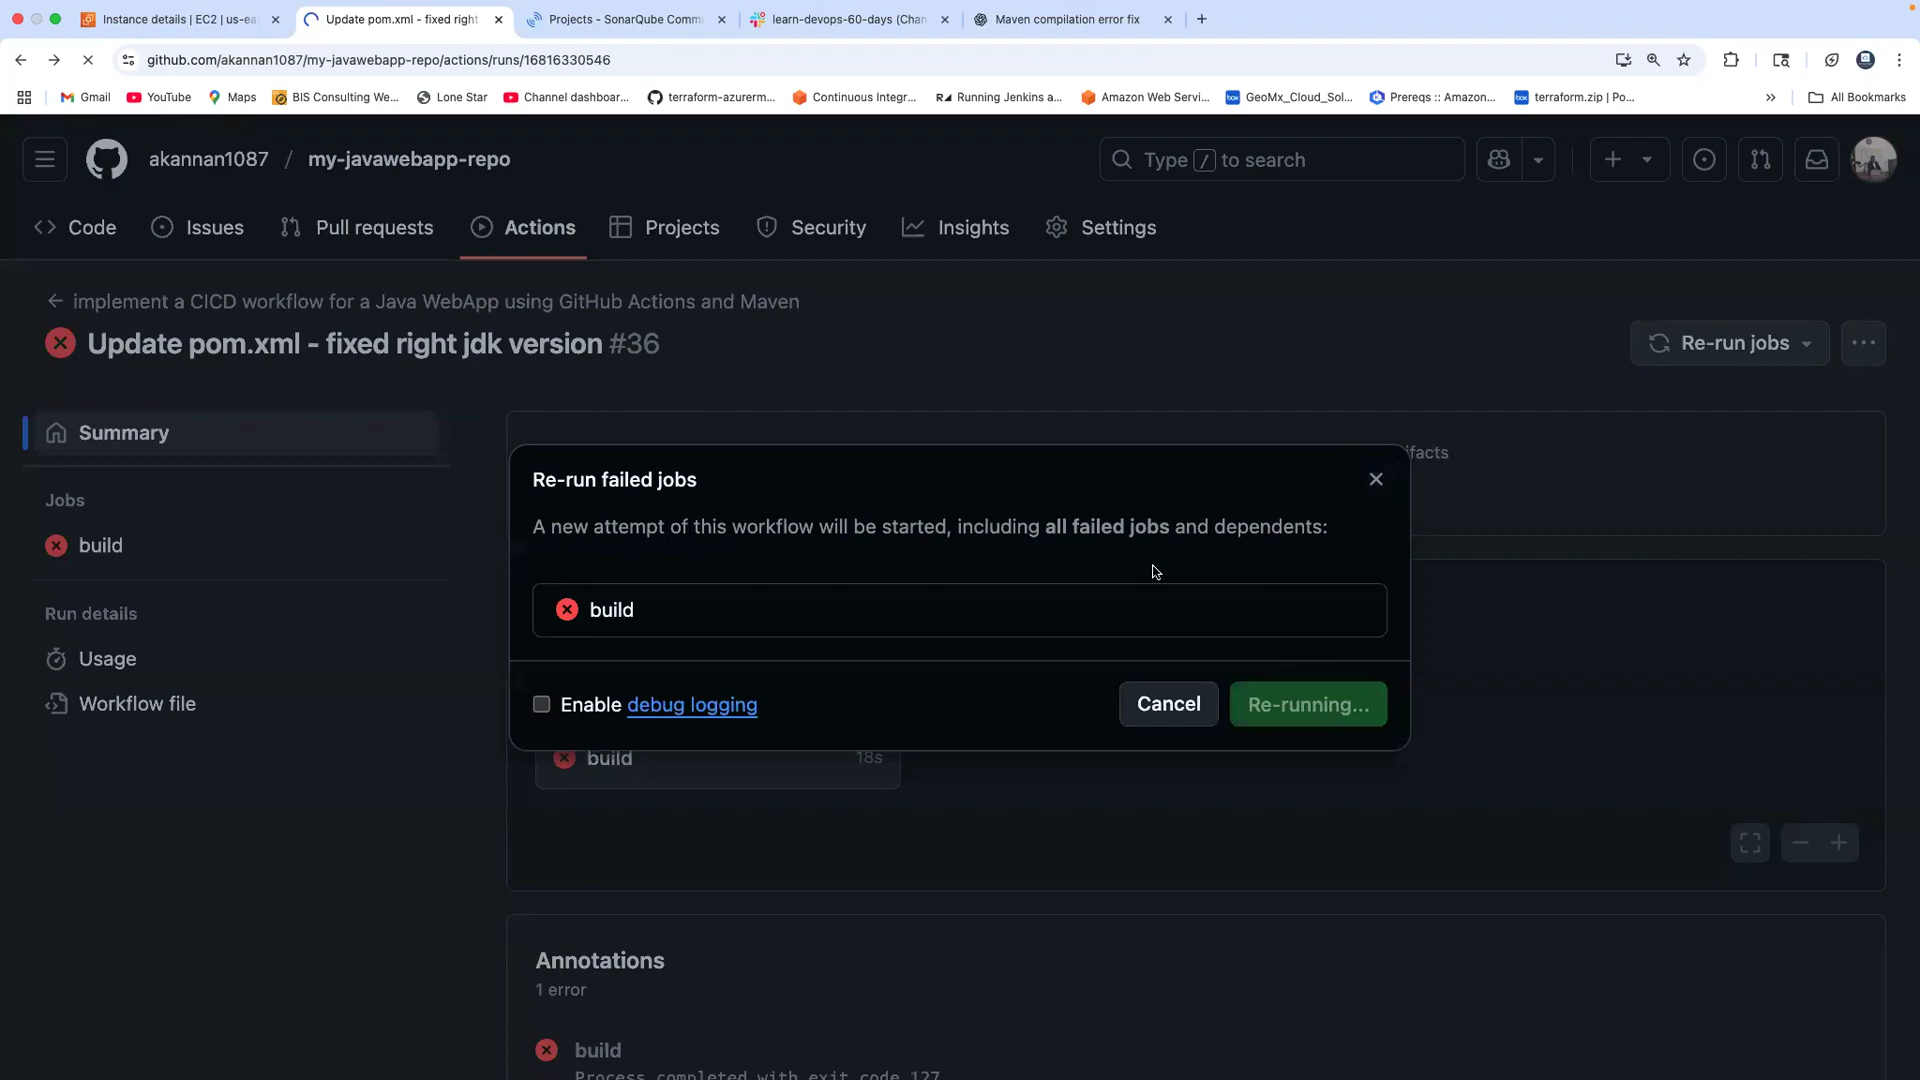 Instance details | EC2 | us-ea
Update pom.xml - fixed right
Projects - SonarQube Commu
learn-devops-60-days (Chan
Maven compilation error fix
github.com/akannan1087/my-javawebapp-repo/actions/runs/16816330546
Gmail
YouTube
Maps
BIS Consulting We...
Lone Star
Channel dashboar...
terraform-azurerm...
Continuous Integr...
Running Jenkins a...
Amazon Web Servi...
GeoMx_Cloud_Sol...
Prereqs :: Amazon...
terraform.zip | Po...
All Bookmarks
akannan1087 / my-javawebapp-repo
Type / to search
Code
Issues
Pull requests
Actions
Projects
Security
Insights
Settings
implement a CICD workflow for a Java WebApp using GitHub Actions and Maven
Update pom.xml - fixed right jdk version #36
Re-run jobs
Summary
Jobs
build
Run details
Usage
Workflow file
ifacts
Re-run failed jobs
A new attempt of this workflow will be started, including all failed jobs and dependents:
build
Enable debug logging
Cancel
Re-running...
build
18s
Annotations
1 error
build
Process completed with exit code 127